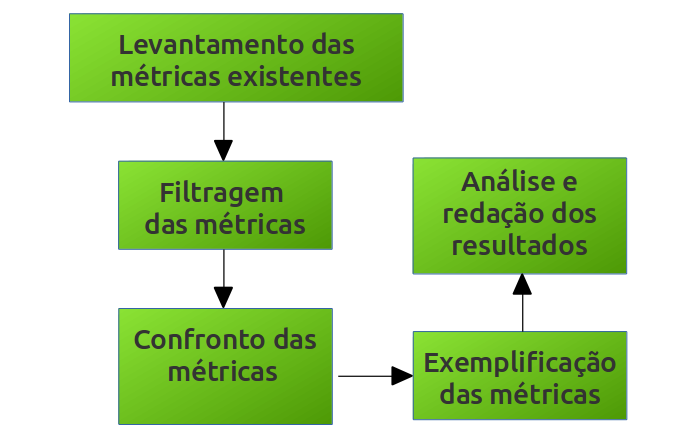 Levantamento das
métricas existentes
Filtragem
das métricas
Confronto das
métricas
Exemplificação
das métricas
Análise e
redação dos
resultados